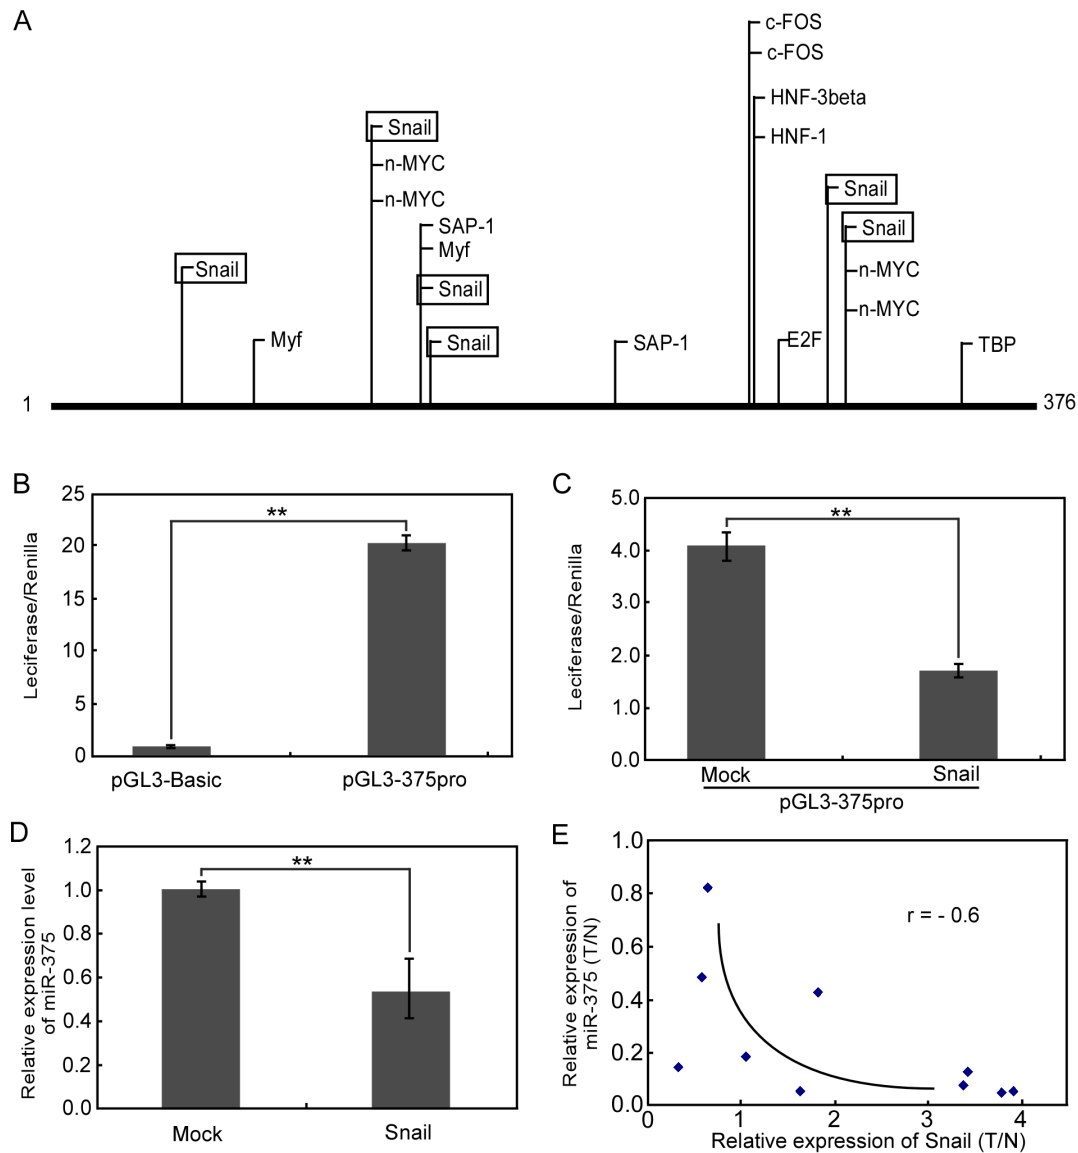 A
c-FOS
c-FOS
HNF-3beta
HNF-1
Snail
n-MYC
n-MYC
Snail
Snail
SAP-1
Myf
Snail
n-MYC
n-MYC
Snail
Myf
Snail
SAP-1
E2F
TBP
1
376
B
25
20
15
10
5
0
Leciferase/Renilla
**
pGL3-Basic
pGL3-375pro
C
5.0
4.0
3.0
2.0
1.0
0.0
Leciferase/Renilla
**
Mock
Snail
pGL3-375pro
D
1.2
1.0
0.8
0.6
0.4
0.2
0.0
Relative expression level
of miR-375
**
Mock
Snail
E
1.0
0.8
0.6
0.4
0.2
0.0
Relative expression of
miR-375 (T/N)
r = - 0.6
0
1
2
3
4
Relative expression of Snail (T/N)